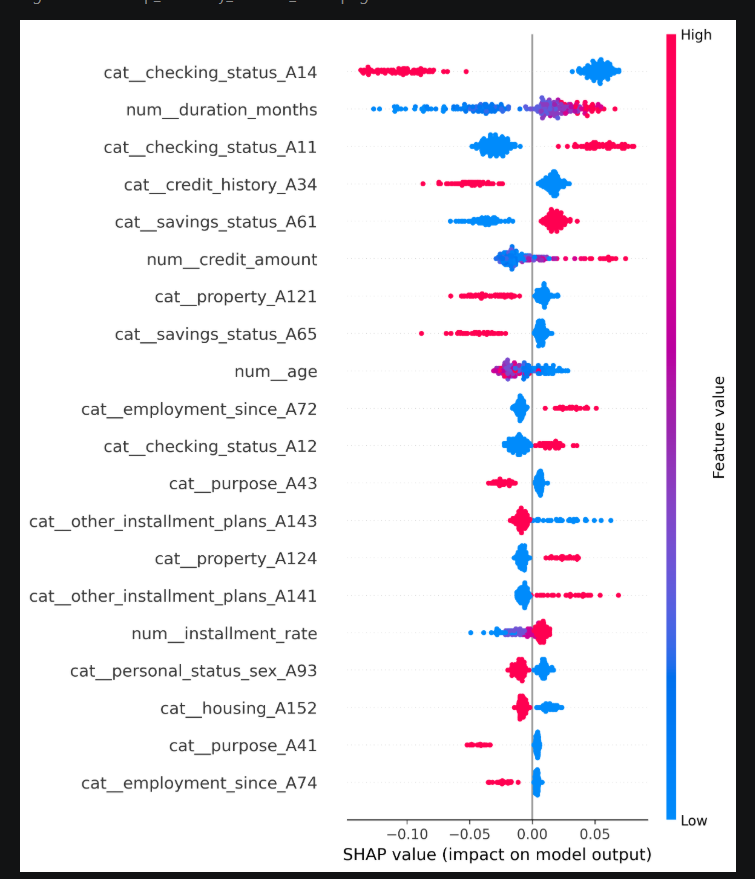 High
cat__checking_status_A14
num__duration_months
cat__checking_status_A11
cat__credit_history_A34
cat__savings_status_A61
num__credit_amount
cat__property_A121
cat__savings_status_A65
num__age
cat__employment_since_A72
cat__checking_status_A12
cat__purpose_A43
cat__other_installment_plans_A143
cat__property_A124
cat__other_installment_plans_A141
num__installment_rate
cat__personal_status_sex_A93
cat__housing_A152
cat__purpose_A41
cat__employment_since_A74
Feature value
Low
−0.10 −0.05 0.00 0.05
SHAP value (impact on model output)